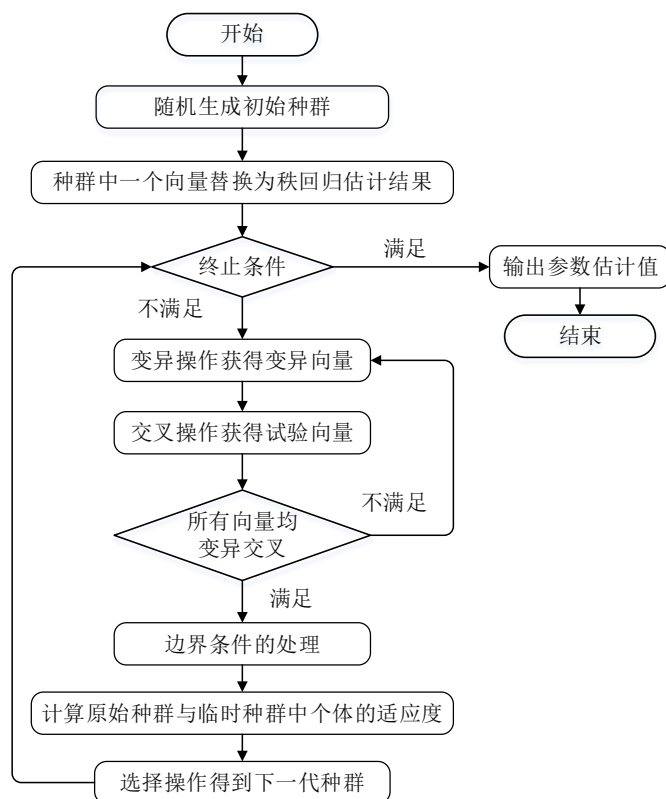 开始
随机生成初始种群
种群中一个向量替换为秩回归估计结果
终止条件
满足
输出参数估计值
结束
不满足
变异操作获得变异向量
交叉操作获得试验向量
不满足
所有向量均
变异交叉
满足
边界条件的处理
计算原始种群与临时种群中个体的适应度
选择操作得到下一代种群